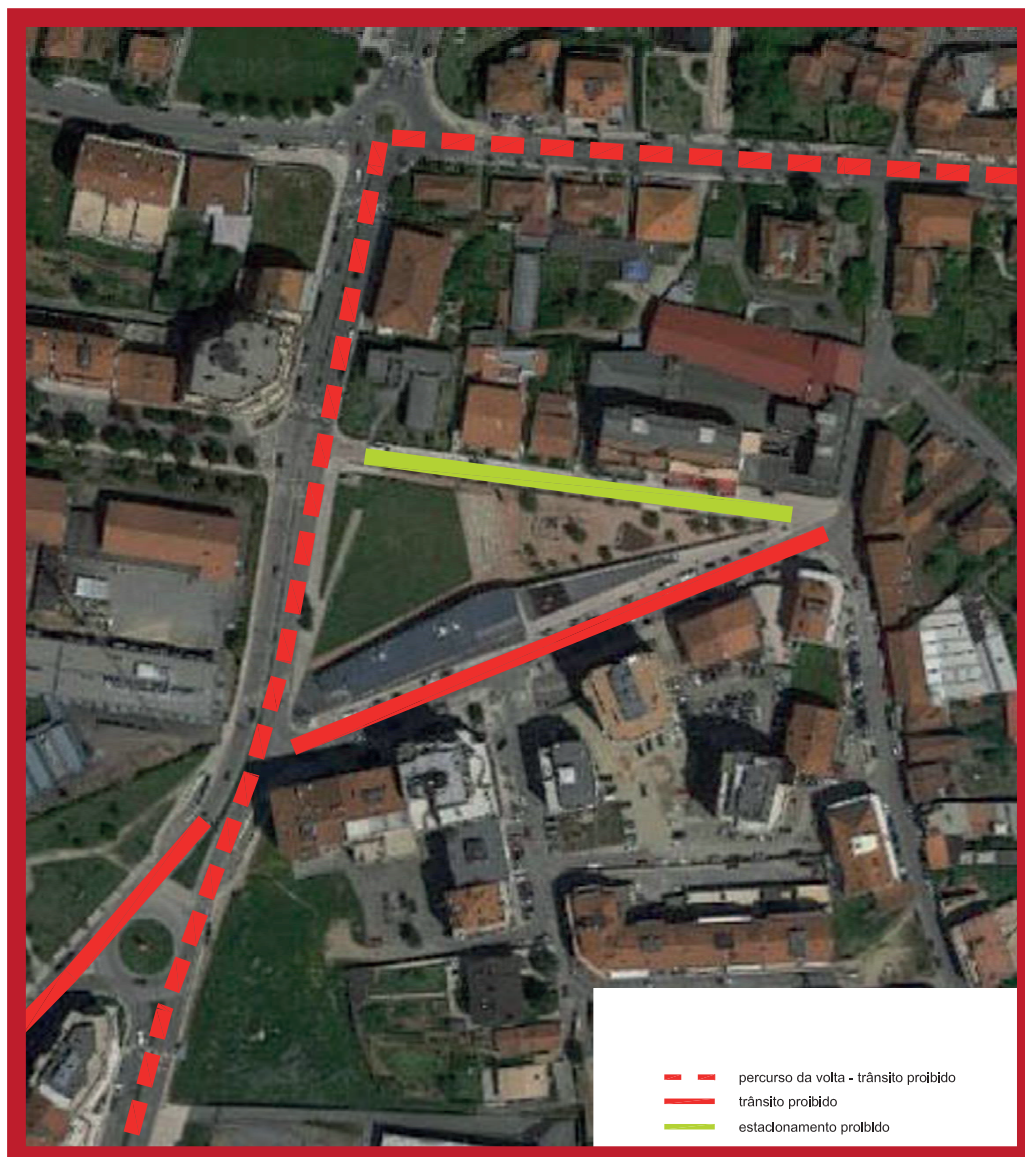 percurso da volta - trânsito proibido
trânsito proibido
estacionamento proibido